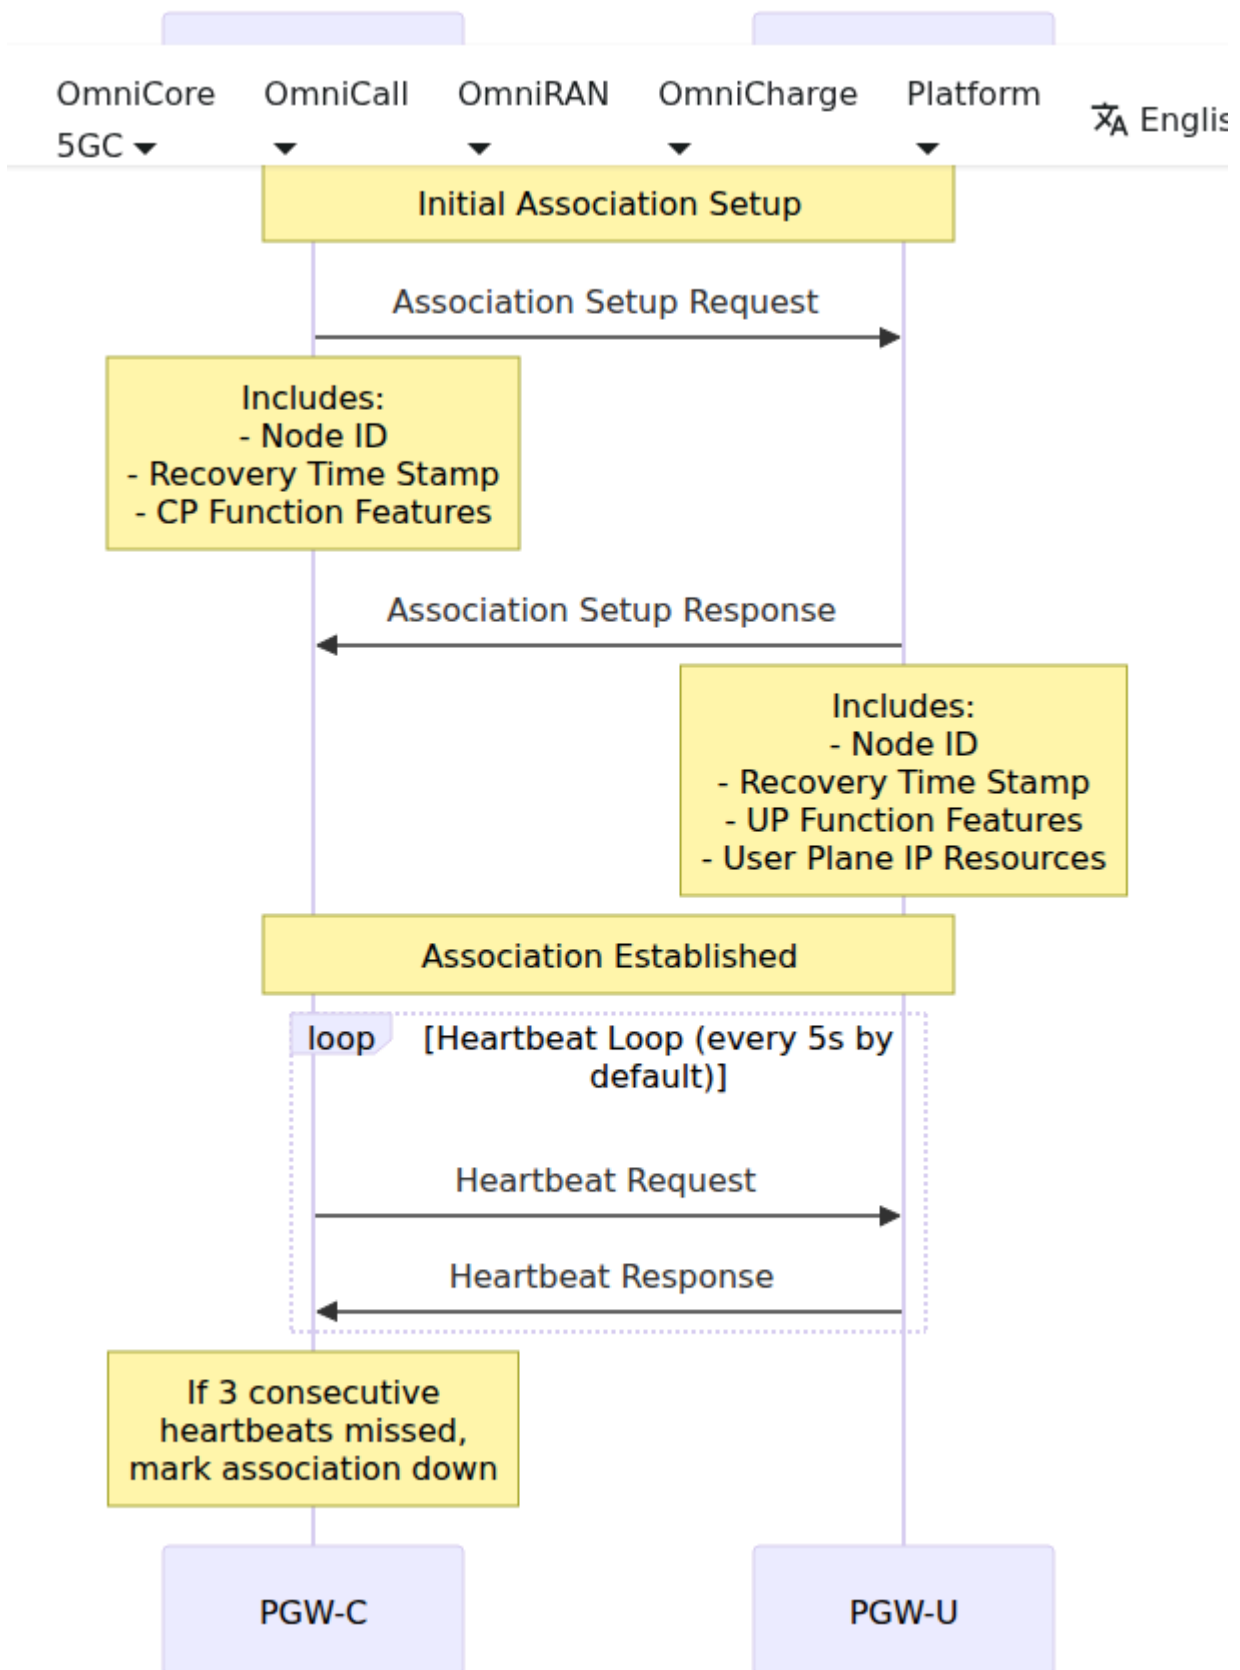 OmniCore OmniCall OmniRAN OmniCharge Platform
5GC
文A Englis
Initial Association Setup
Association Setup Request
Includes:
- Node ID
- Recovery Time Stamp
- CP Function Features
Association Setup Response
Includes:
- Node ID
- Recovery Time Stamp
- UP Function Features
- User Plane IP Resources
Association Established
loop [Heartbeat Loop (every 5s by
default)]
Heartbeat Request
Heartbeat Response
If 3 consecutive
heartbeats missed,
mark association down
PGW-C PGW-U